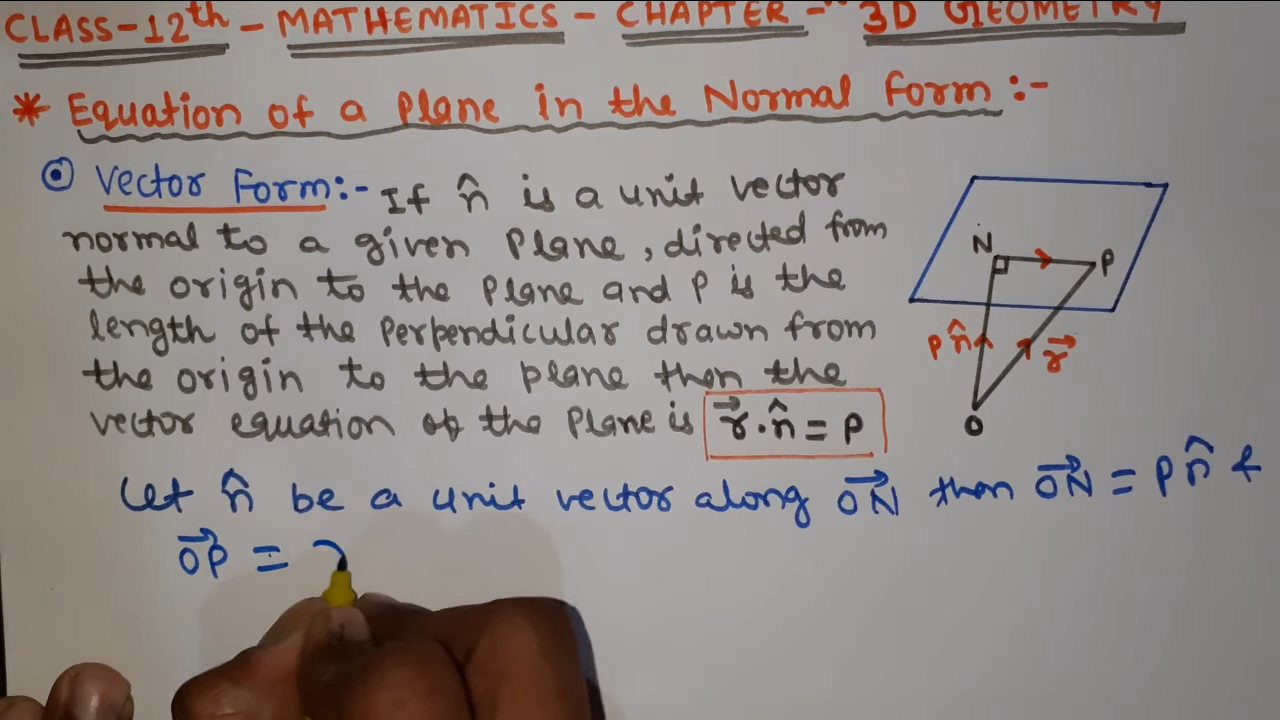 CLASS-12th - MATHEMATICS - CHAPTER - " 3D GEOMETRY
* Equation of a plane in the Normal form:-
⊙ Vector form:- If n̂ is a unit vector
normal to a given plane, directed from
the origin to the plane and p is the
length of the perpendicular drawn from
the origin to the plane then the
vector equation of the plane is r⃗.n̂ = p
N
P
p n̂
r⃗
O
Let n̂ be a unit vector along ON⃗ then ON⃗ = p n̂ &
OP⃗ =